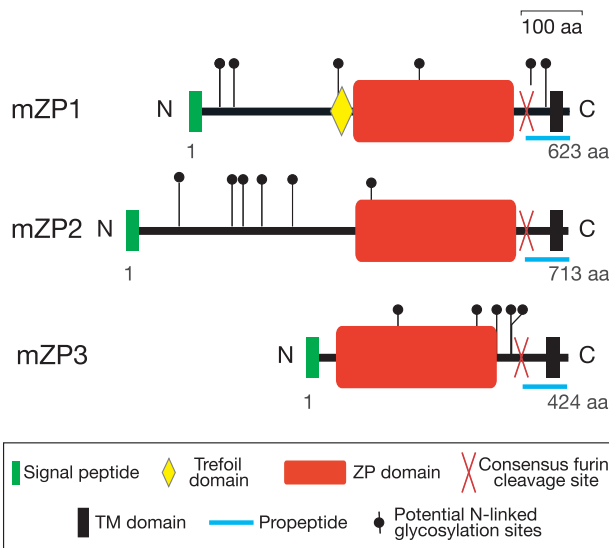 100 aa
mZP1 N C
1 623 aa
mZP2 N C
1 713 aa
mZP3 N C
1 424 aa
Signal peptide Trefoil domain ZP domain Consensus furin cleavage site
TM domain Propeptide Potential N-linked glycosylation sites